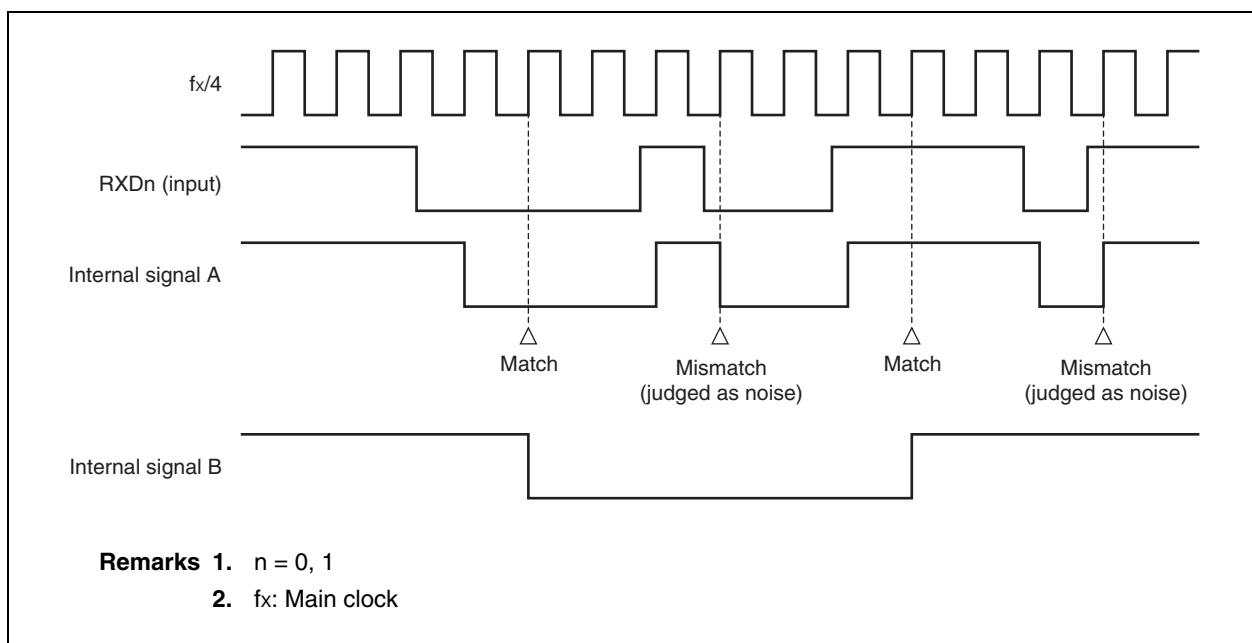 fx/4
RXDn (input)
Internal signal A
Match
Mismatch
(judged as noise)
Match
Mismatch
(judged as noise)
Internal signal B
Remarks 1. n = 0, 1
2. fx: Main clock